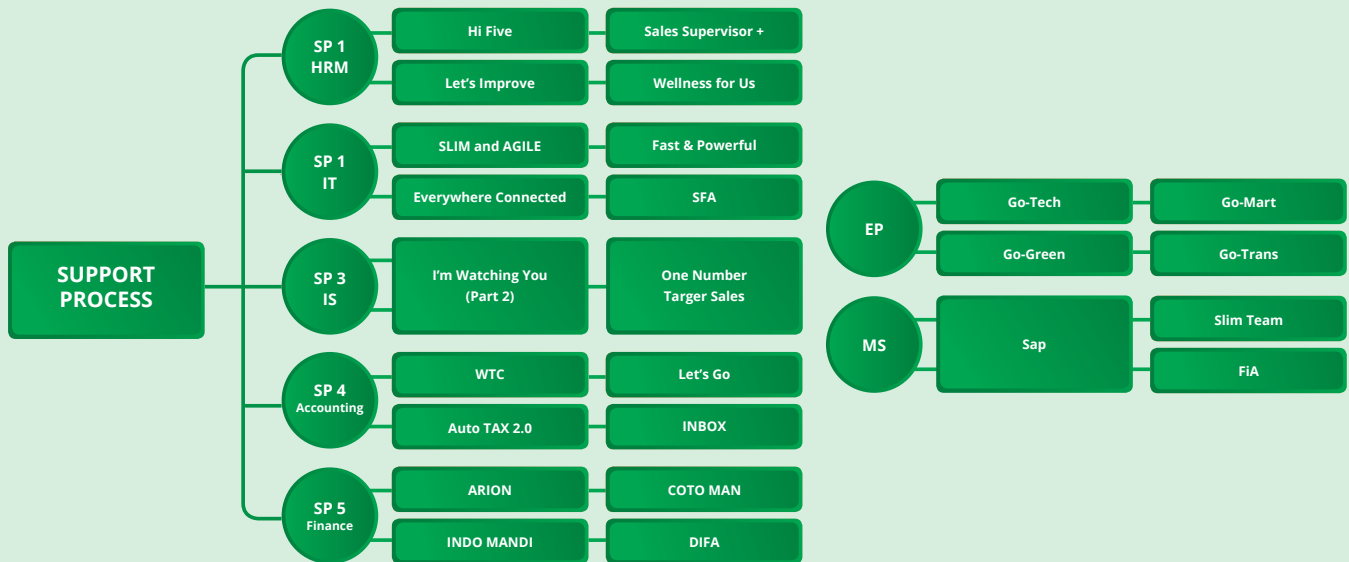 SUPPORT
PROCESS
SP 1
HRM
Hi Five
Sales Supervisor +
Let's Improve
Wellness for Us
SP 1
IT
SLIM and AGILE
Fast & Powerful
Everywhere Connected
SFA
SP 3
IS
I'm Watching You
(Part 2)
One Number
Targer Sales
SP 4
Accounting
WTC
Let's Go
Auto TAX 2.0
INBOX
SP 5
Finance
ARION
COTO MAN
INDO MANDI
DIFA
EP
Go-Tech
Go-Mart
Go-Green
Go-Trans
MS
Sap
Slim Team
FiA